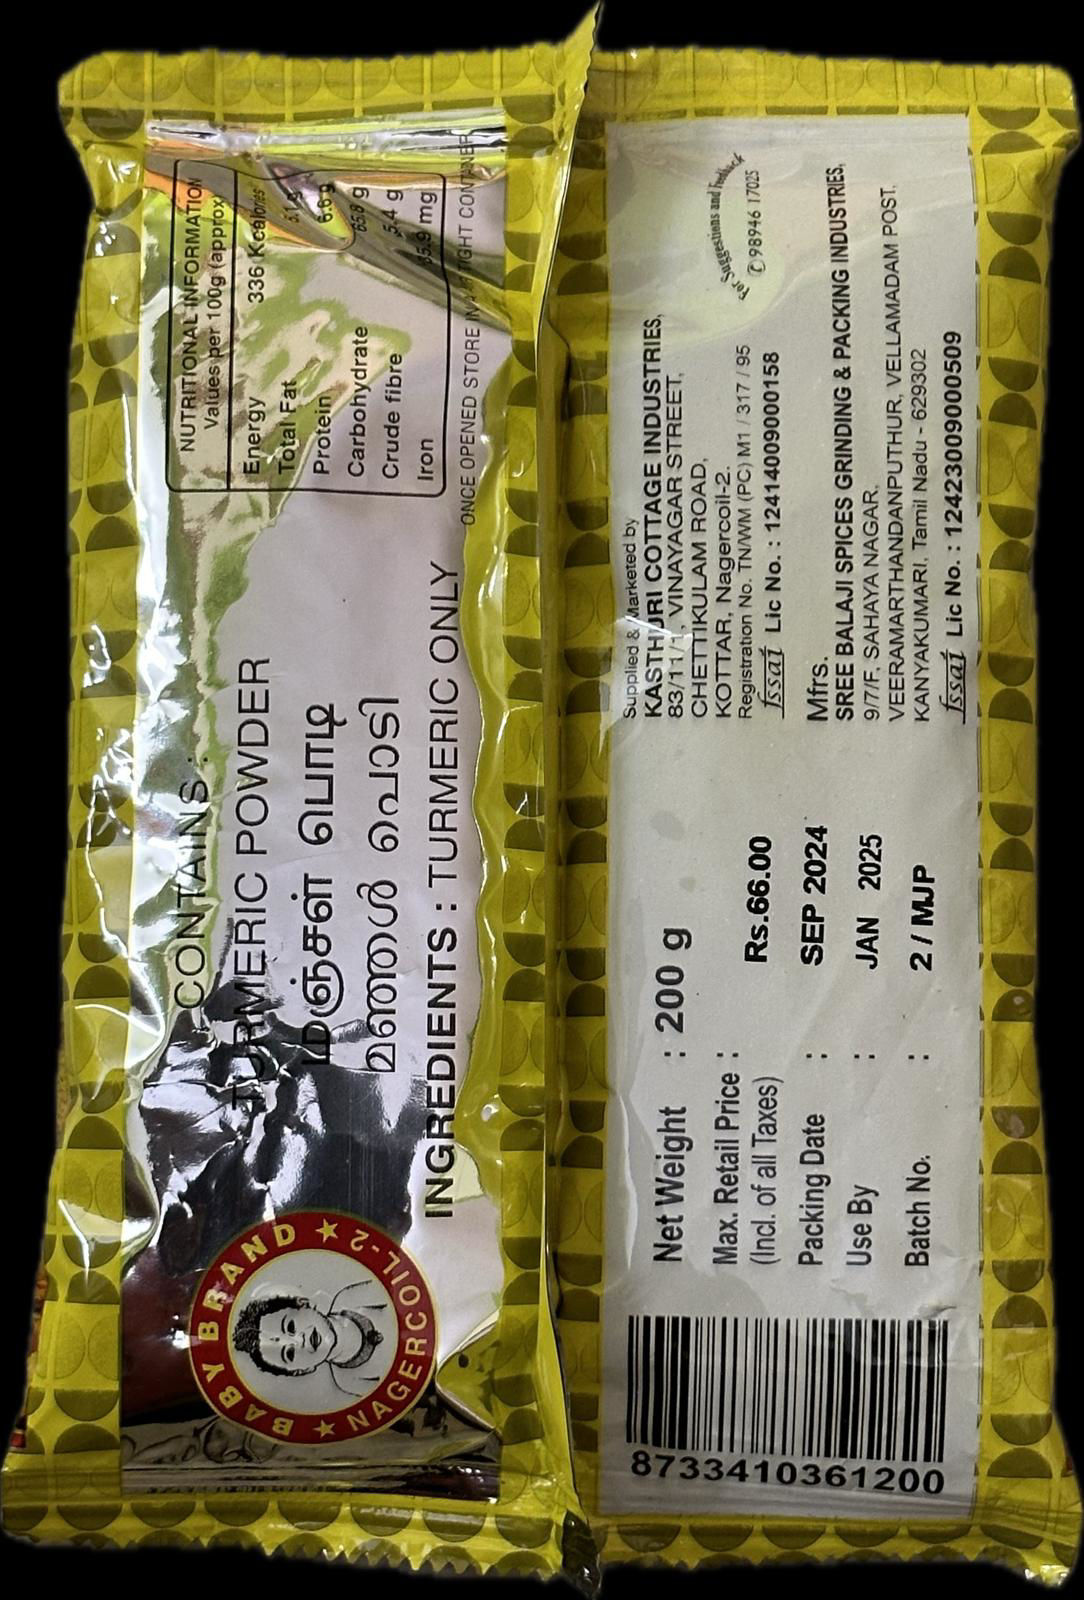 BABY BRAND
NAGERCOIL-2
CONTAINS :
TURMERIC POWDER
மஞ்சள் பொடி
മഞ്ഞൾ പൊടി
INGREDIENTS : TURMERIC ONLY
NUTRITIONAL INFORMATION
Values per 100g (approx
Energy 336 Kcalories
Total Fat
Protein 6.6 g
Carbohydrate 65.8 g
Crude fibre 5.4 g
Iron mg
ONCE OPENED STORE IN AIRTIGHT CONTAINER
8733410361200
Net Weight : 200 g
Max. Retail Price : Rs.66.00
(Incl. of all Taxes)
Packing Date : SEP 2024
Use By : JAN 2025
Batch No. : 2 / MJP
Supplied & Marketed by
KASTHURI COTTAGE INDUSTRIES,
83/11/1, VINAYAGAR STREET,
CHETTIKULAM ROAD,
KOTTAR, Nagercoil-2.
Registration No. TN/WM (PC) M1 / 317 / 95
fssai Lic No. : 12414009000158
For Suggestions and Feedback
✆ 98946 17025
Mfrs.
SREE BALAJI SPICES GRINDING & PACKING INDUSTRIES,
9/7/F, SAHAYA NAGAR,
VEERAMARTHANDANPUTHUR, VELLAMADAM POST,
KANYAKUMARI, Tamil Nadu - 629302
fssai Lic No. : 12423009000509